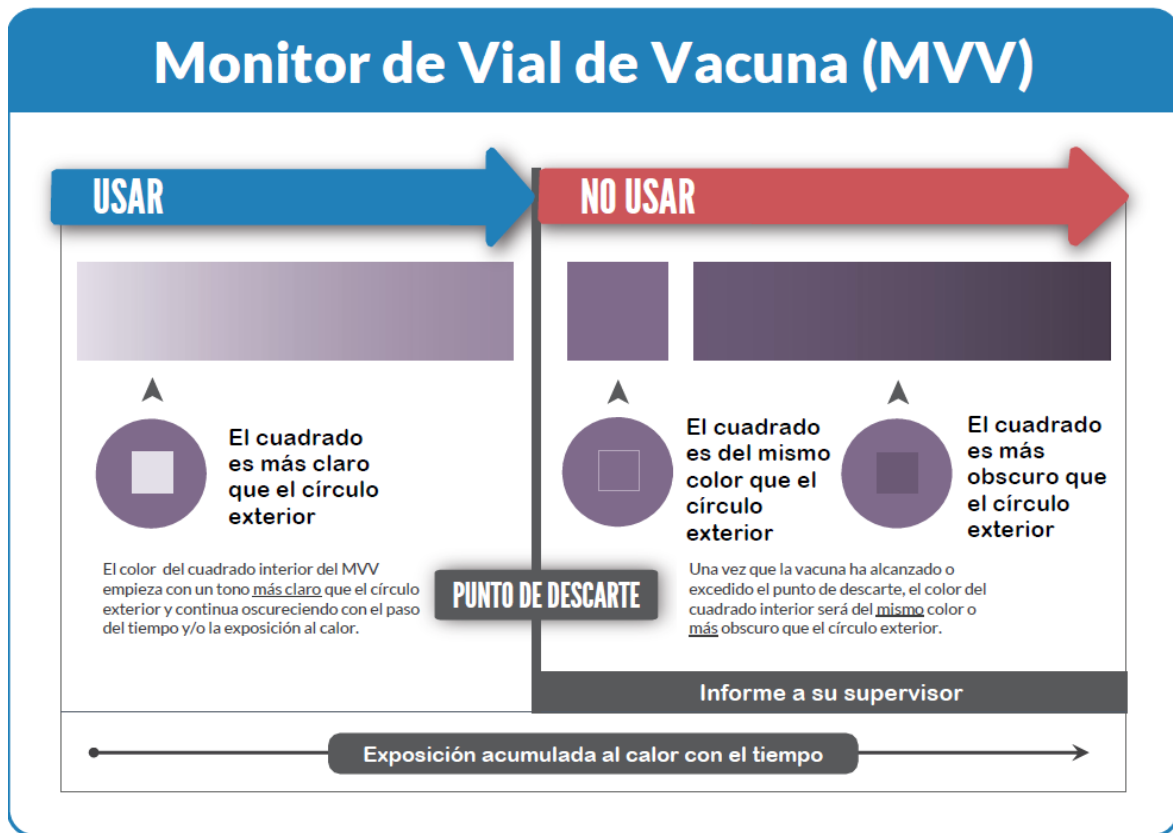 Monitor de Vial de Vacuna (MVV)
USAR
NO USAR
El cuadrado
es más claro
que el círculo
exterior
El cuadrado
es del mismo
color que el
círculo
exterior
El cuadrado
es más
obscuro que
el círculo
exterior
El color del cuadrado interior del MVV
empieza con un tono más claro que el círculo
exterior y continua oscureciendo con el paso
del tiempo y/o la exposición al calor.
PUNTO DE DESCARTE
Una vez que la vacuna ha alcanzado o
excedido el punto de descarte, el color del
cuadrado interior será del mismo color o
más obscuro que el círculo exterior.
Informe a su supervisor
Exposición acumulada al calor con el tiempo